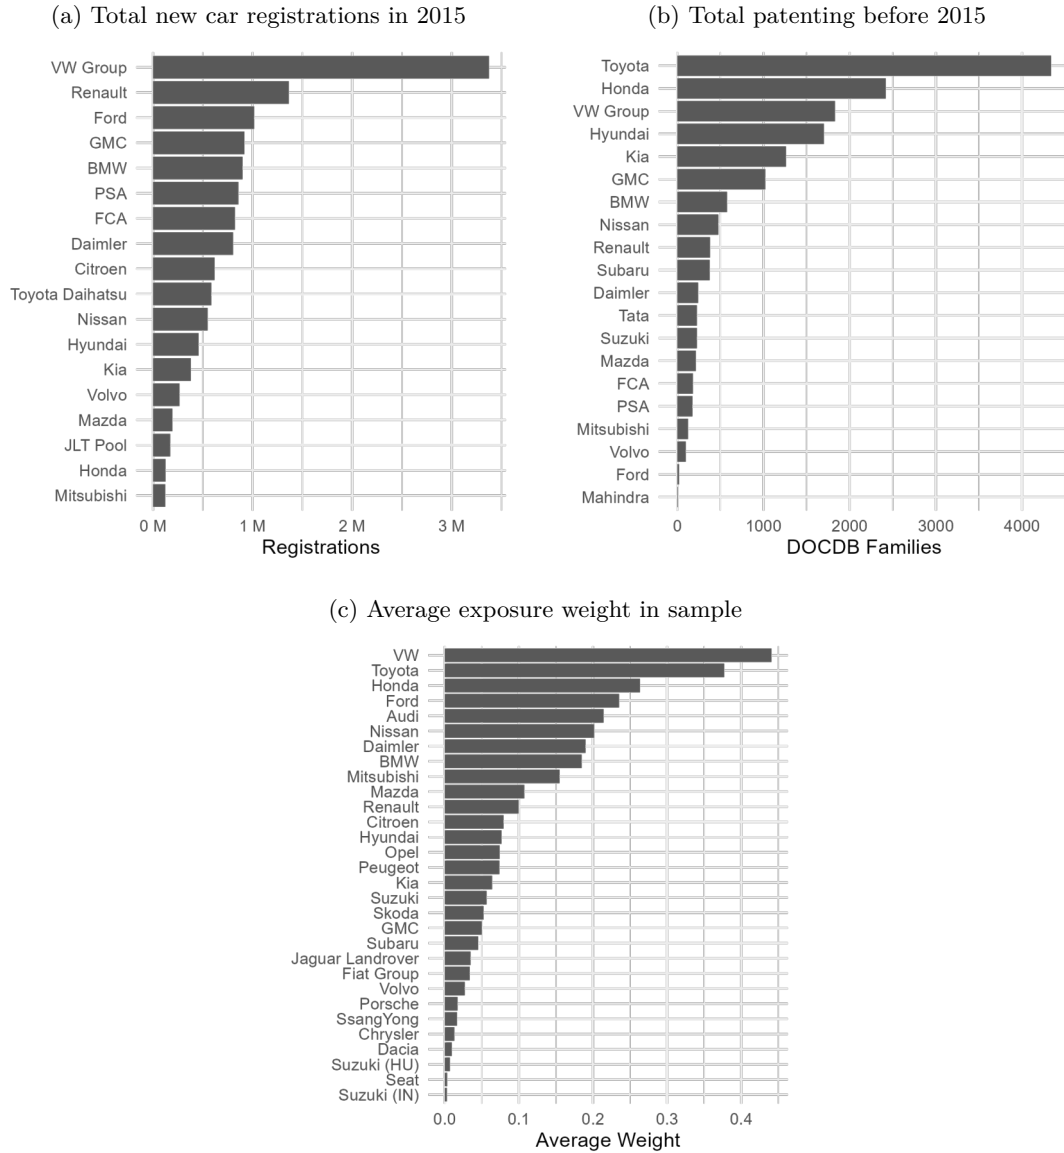 (a) Total new car registrations in 2015
VW Group
Renault
Ford
GMC
BMW
PSA
FCA
Daimler
Citroen
Toyota Daihatsu
Nissan
Hyundai
Kia
Volvo
Mazda
JLT Pool
Honda
Mitsubishi
0 M 1 M 2 M 3 M
Registrations
(b) Total patenting before 2015
Toyota
Honda
VW Group
Hyundai
Kia
GMC
BMW
Nissan
Renault
Subaru
Daimler
Tata
Suzuki
Mazda
FCA
PSA
Mitsubishi
Volvo
Ford
Mahindra
0 1000 2000 3000 4000
DOCDB Families
(c) Average exposure weight in sample
VW
Toyota
Honda
Ford
Audi
Nissan
Daimler
BMW
Mitsubishi
Mazda
Renault
Citroen
Hyundai
Opel
Peugeot
Kia
Suzuki
Skoda
GMC
Subaru
Jaguar Landrover
Fiat Group
Volvo
Porsche
SsangYong
Chrysler
Dacia
Suzuki (HU)
Seat
Suzuki (IN)
0.0 0.1 0.2 0.3 0.4
Average Weight